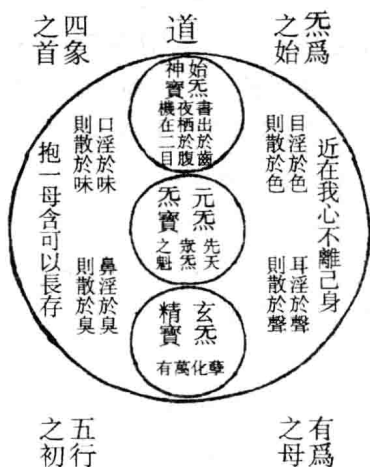 炁爲
之始
道
四象
之首
近在我心不離己身
目淫於色
則散於色
耳淫於聲
則散於聲
始炁
神寶
書出於齒
夜栖於腹
機在二目
元炁
炁寶
先天
衆炁
之魁
玄炁
精寶
孽化萬有
口淫於味
則散於味
鼻淫於臭
則散於臭
抱一母含可以長存
有爲
之母
五行
之初